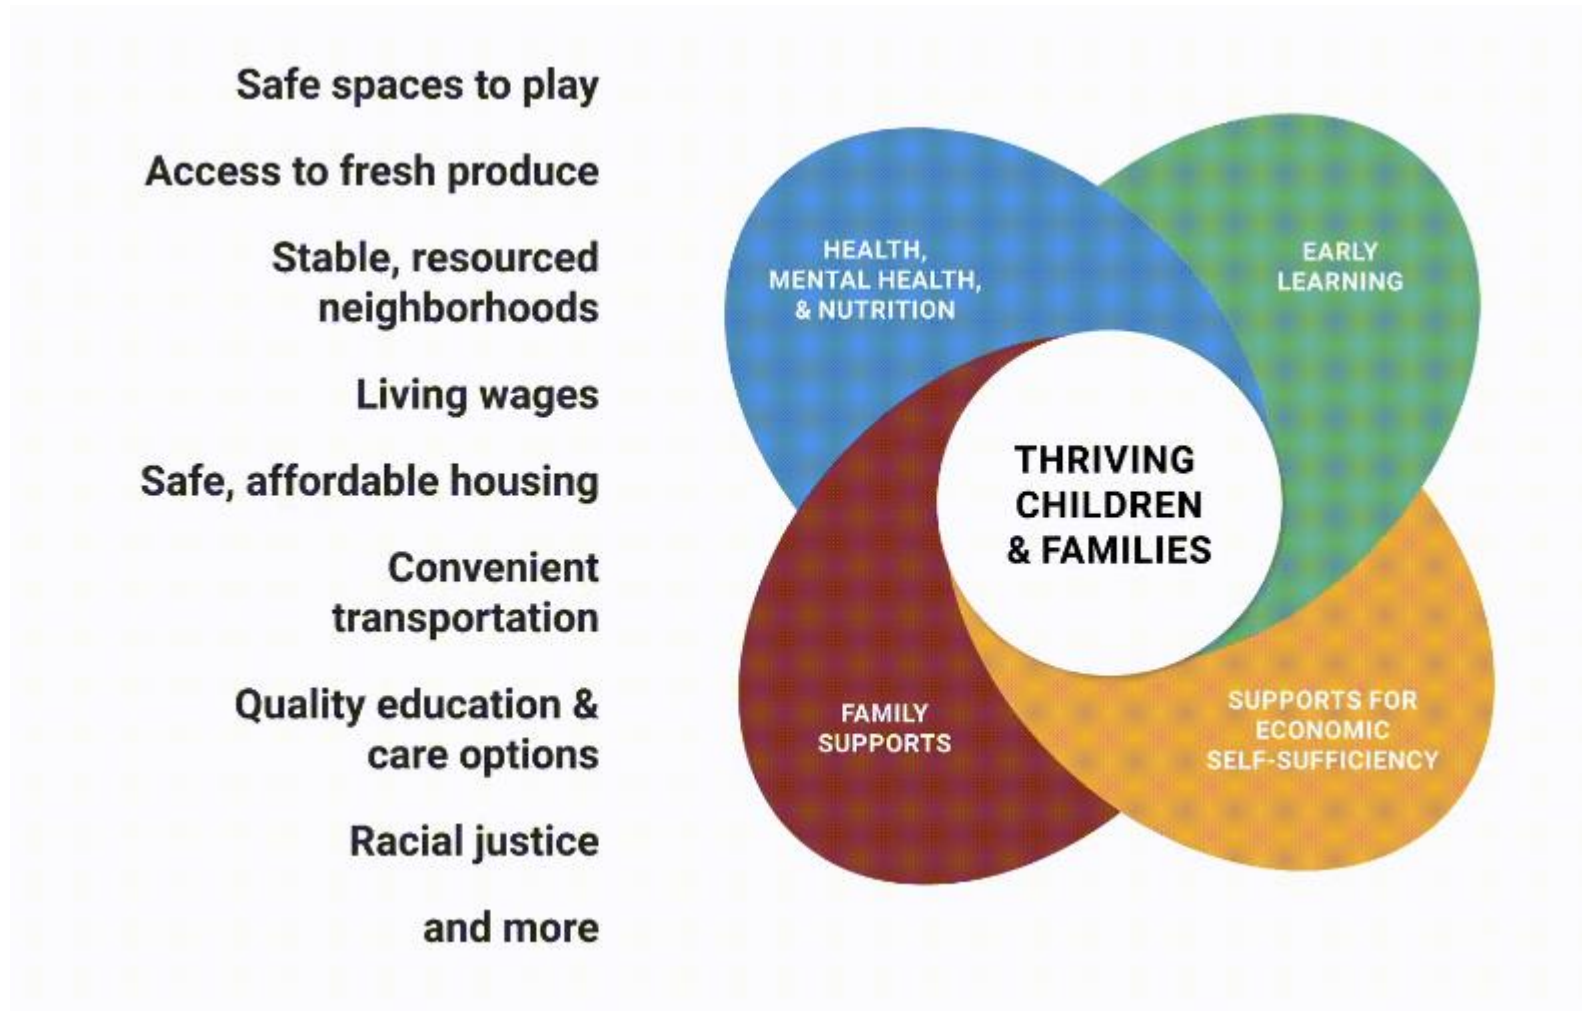 Safe spaces to play
Access to fresh produce
Stable, resourced
neighborhoods
Living wages
Safe, affordable housing
Convenient
transportation
Quality education &
care options
Racial justice
and more
HEALTH,
MENTAL HEALTH,
& NUTRITION
EARLY
LEARNING
THRIVING
CHILDREN
& FAMILIES
FAMILY
SUPPORTS
SUPPORTS FOR
ECONOMIC
SELF-SUFFICIENCY